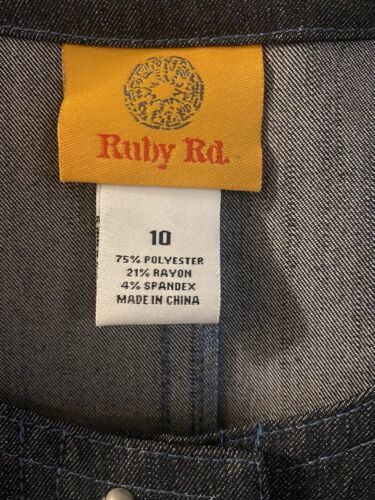 Ruby Rd.
10
75% POLYESTER
21% RAYON
4% SPANDEX
MADE IN CHINA